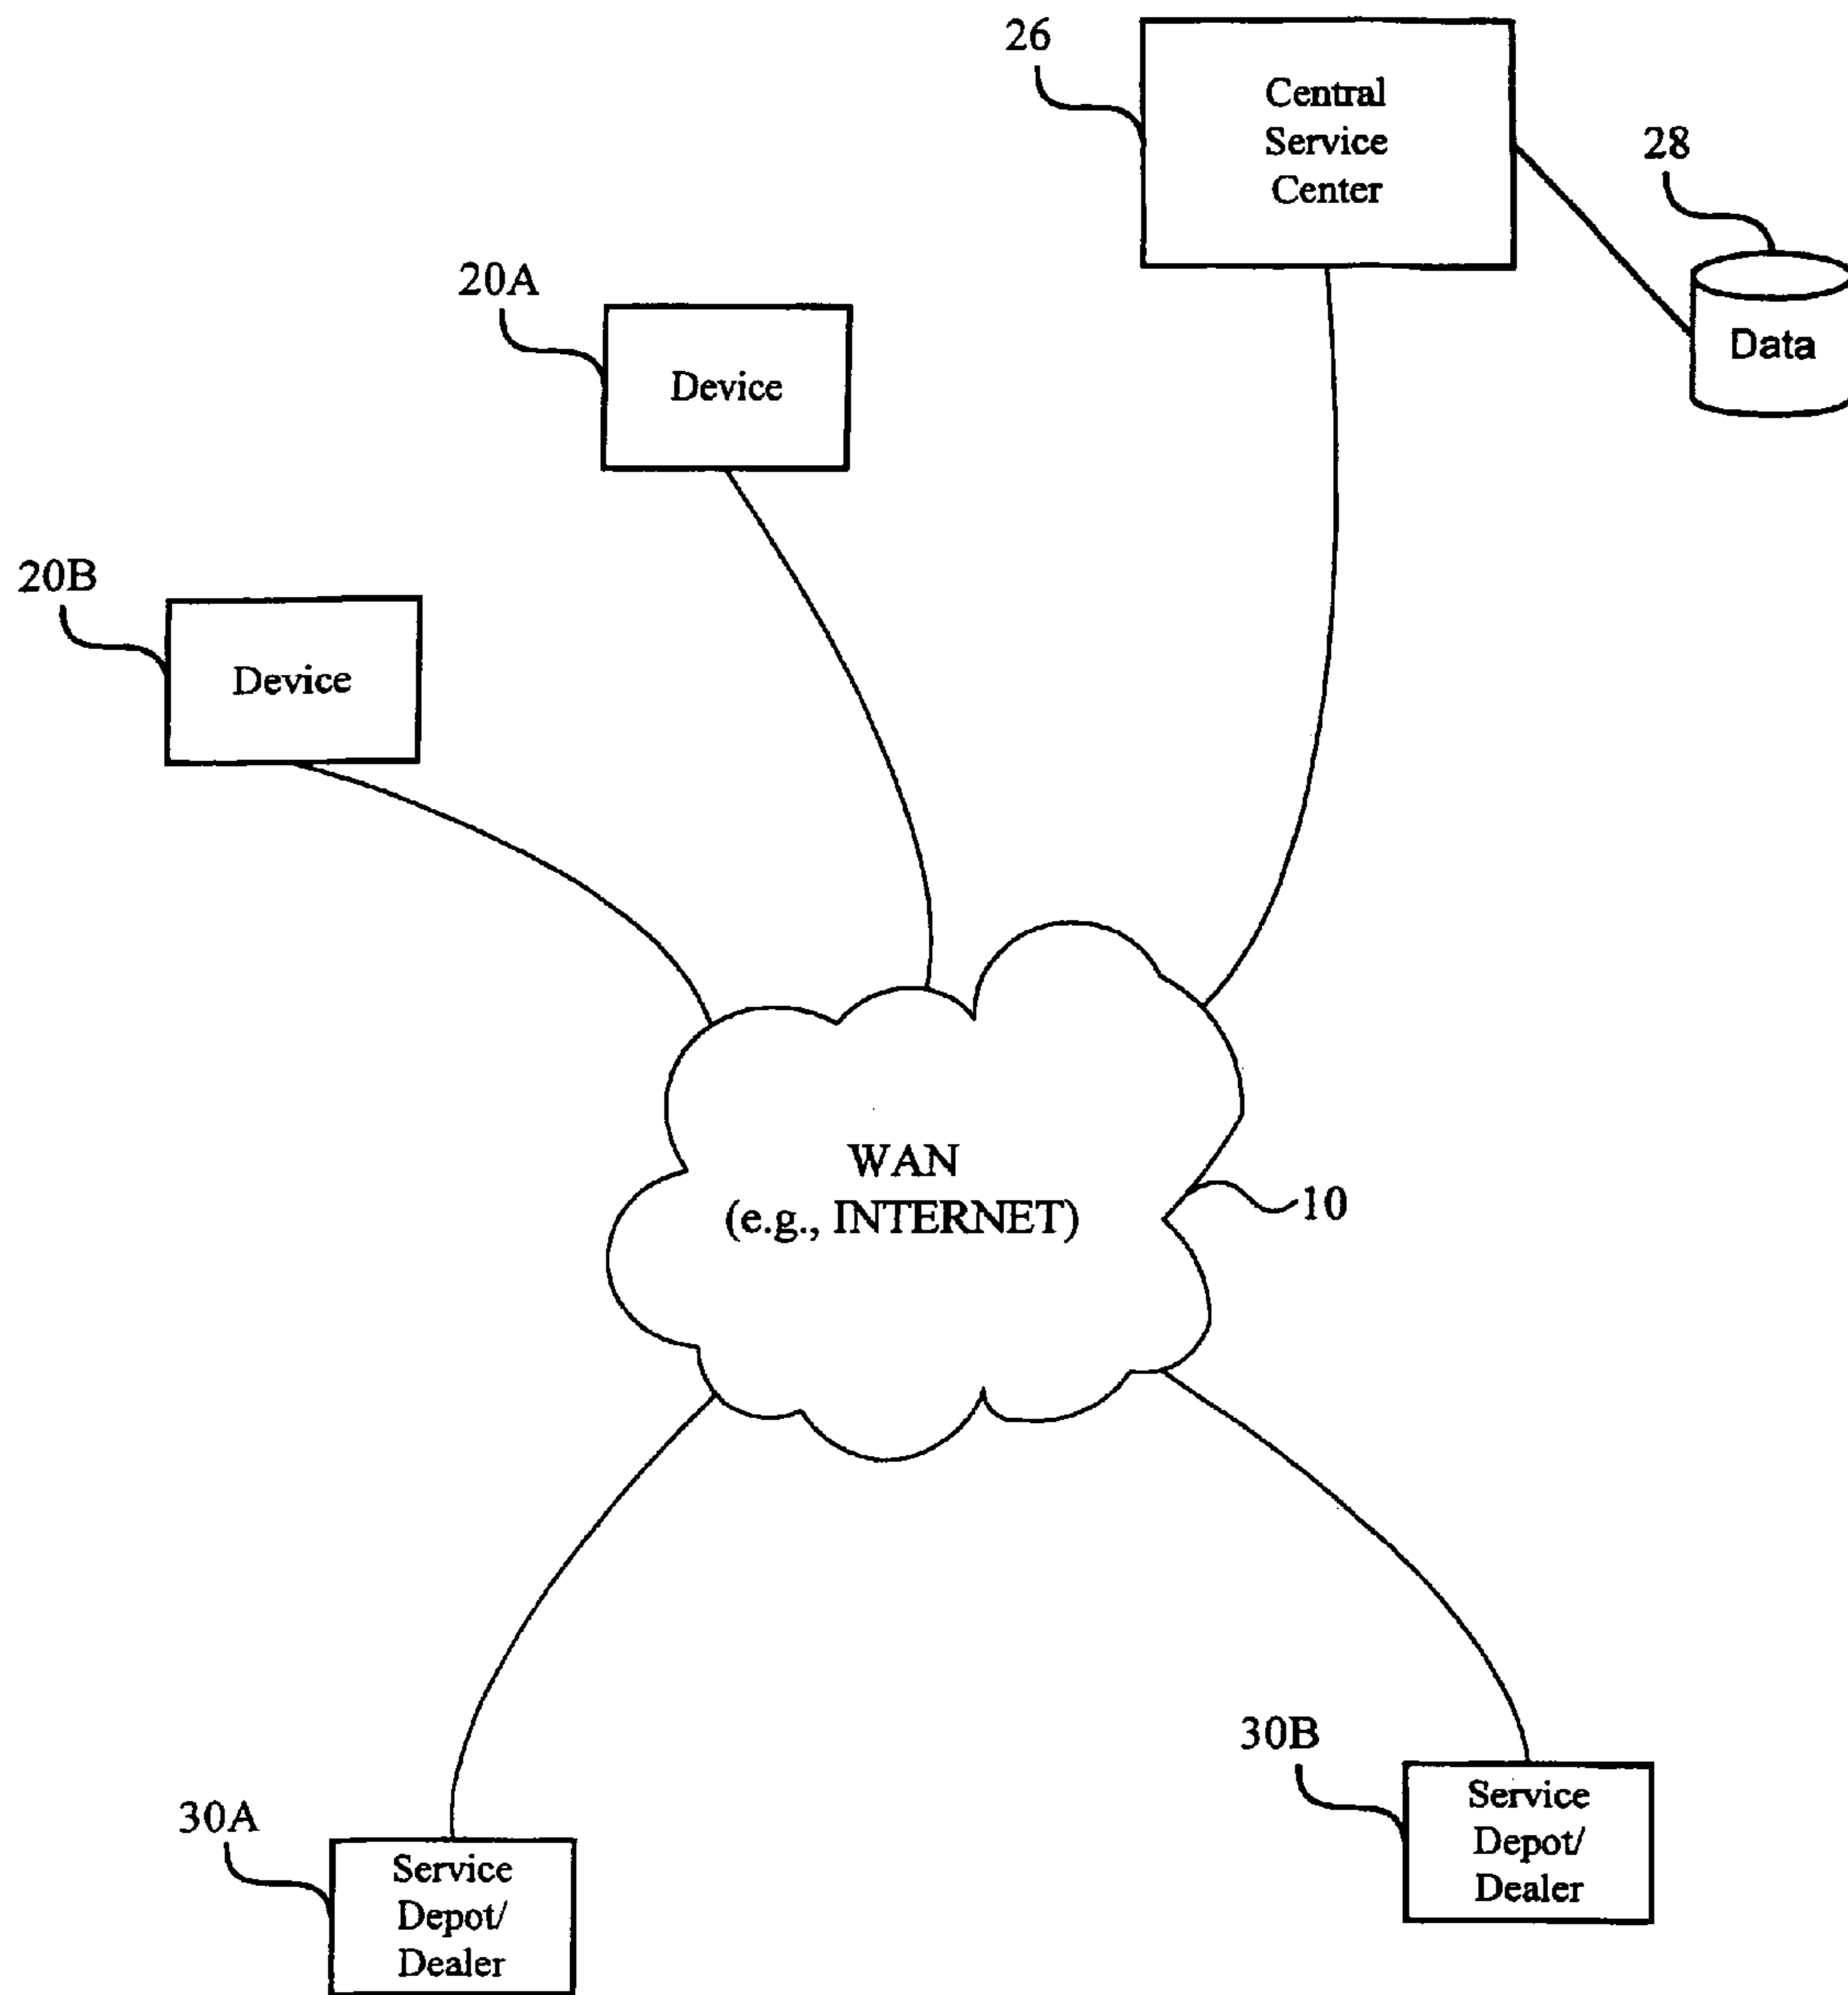 26
Central
Service
Center
28
Data
20A
Device
20B
Device
WAN
(e.g., INTERNET)
10
30B
Service
Depot/
Dealer
30A
Service
Depot/
Dealer